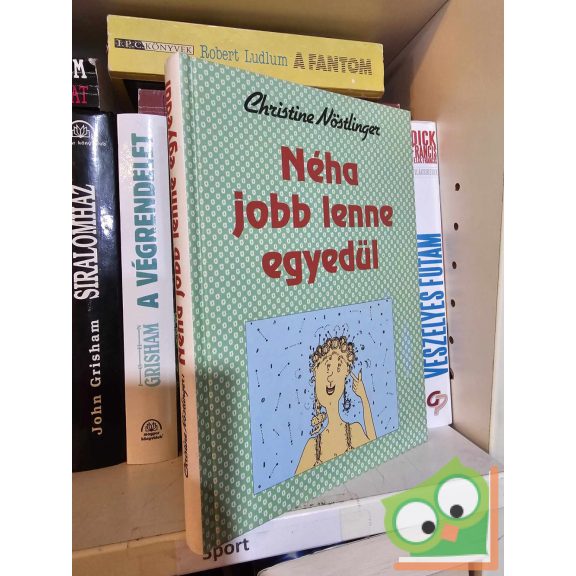 I.P.C. KÖNYVEK Robert Ludlum A FANTOM
Christine Nöstlinger
Néha
jobb lenne
egyedül
Christine Nöstlinger Néha jobb lenne egyedül
John Grisham SIRALOMHÁZ
GRISHAM A VÉGRENDELET
DICK
FRANCIS
VESZÉLYES FUTAM
Sport